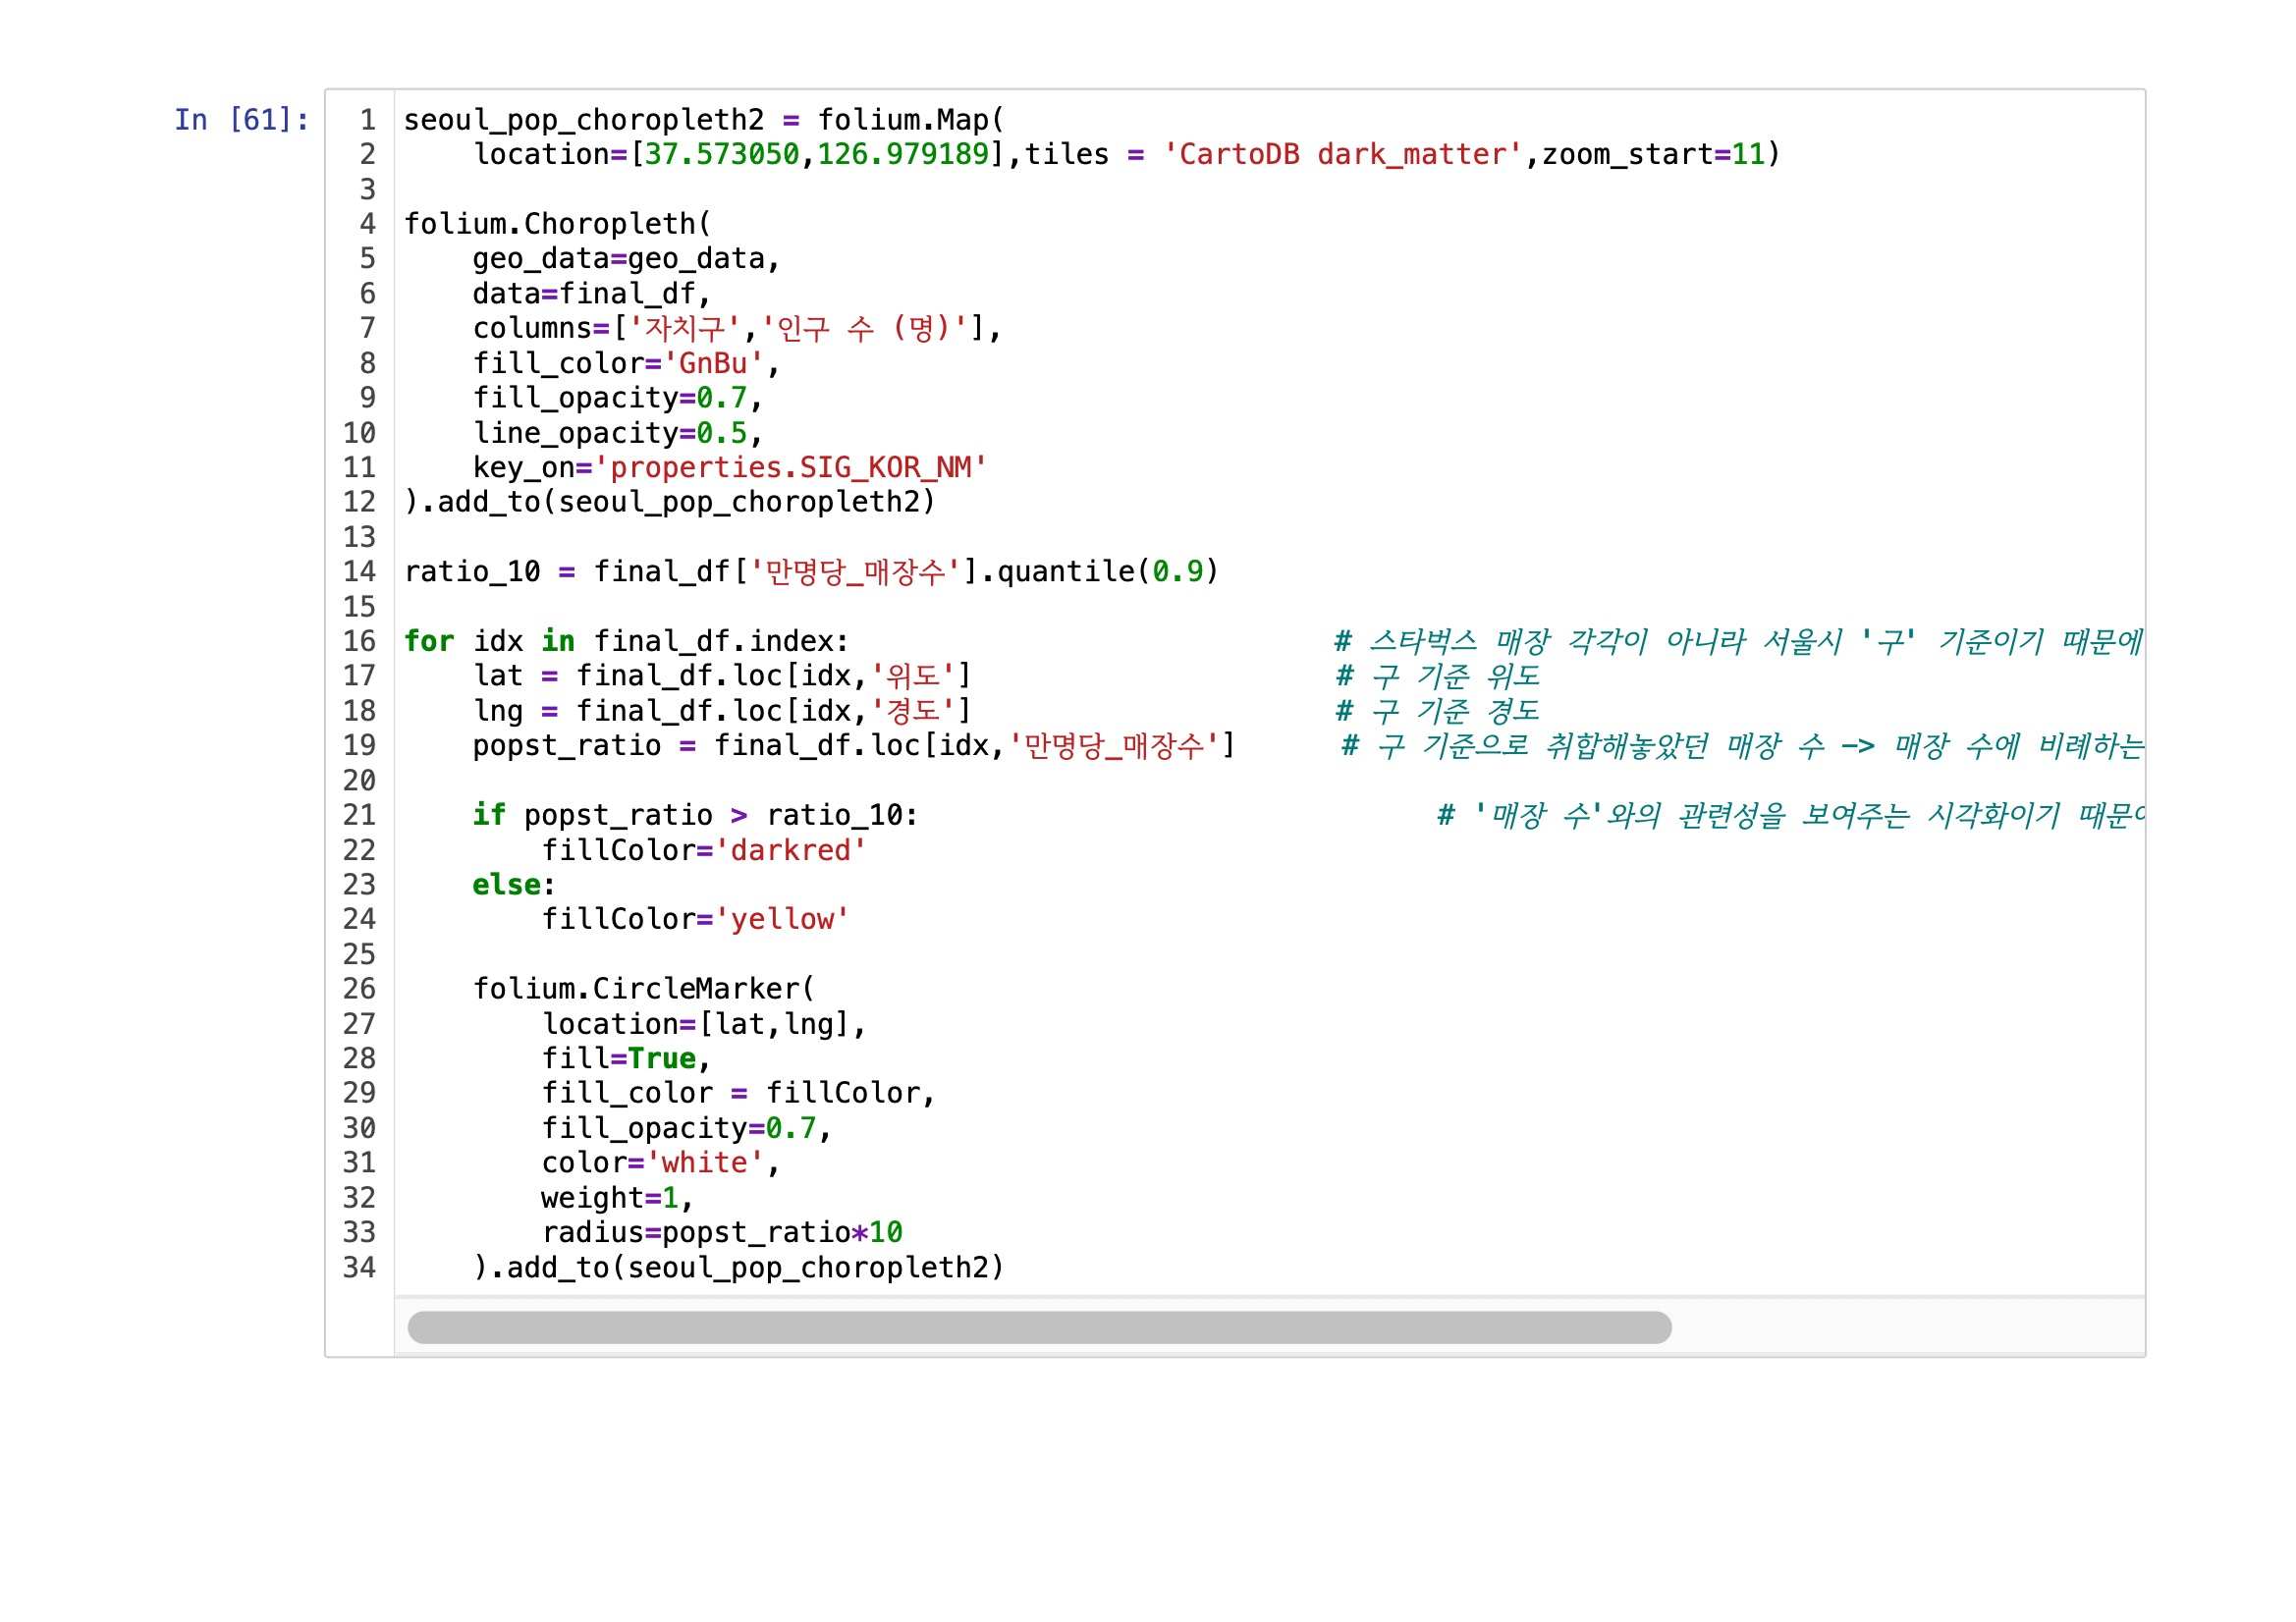 In [61]:
1 seoul_pop_choropleth2 = folium.Map(
2     location=[37.573050,126.979189],tiles = 'CartoDB dark_matter',zoom_start=11)
3
4 folium.Choropleth(
5     geo_data=geo_data,
6     data=final_df,
7     columns=['자치구','인구 수 (명)'],
8     fill_color='GnBu',
9     fill_opacity=0.7,
10     line_opacity=0.5,
11     key_on='properties.SIG_KOR_NM'
12 ).add_to(seoul_pop_choropleth2)
13
14 ratio_10 = final_df['만명당_매장수'].quantile(0.9)
15
16 for idx in final_df.index: # 스타벅스 매장 각각이 아니라 서울시 '구' 기준이기 때문에
17     lat = final_df.loc[idx,'위도'] # 구 기준 위도
18     lng = final_df.loc[idx,'경도'] # 구 기준 경도
19     popst_ratio = final_df.loc[idx,'만명당_매장수'] # 구 기준으로 취합해놓았던 매장 수 -> 매장 수에 비례하는
20
21     if popst_ratio > ratio_10: # '매장 수'와의 관련성을 보여주는 시각화이기
22         fillColor='darkred'
23     else:
24         fillColor='yellow'
25
26     folium.CircleMarker(
27         location=[lat,lng],
28         fill=True,
29         fill_color = fillColor,
30         fill_opacity=0.7,
31         color='white',
32         weight=1,
33         radius=popst_ratio*10
34     ).add_to(seoul_pop_choropleth2)